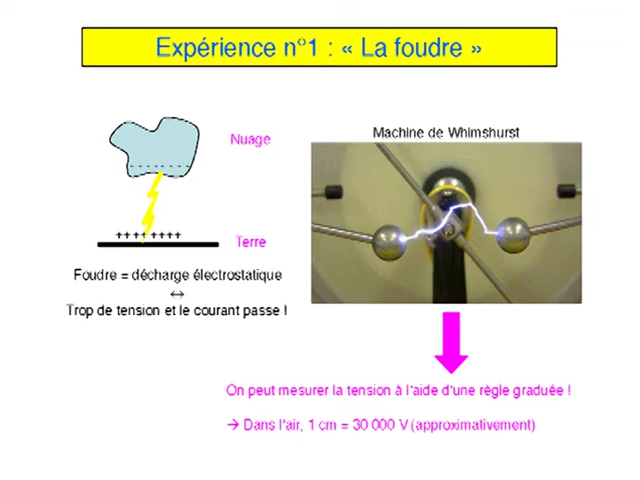 Expérience n°1 : « La foudre »
Nuage
Machine de Whimshurst
- - - - - - - - - -
+++++++++
Terre
Foudre = décharge électrostatique
↔
Trop de tension et le courant passe !
On peut mesurer la tension à l'aide d'une règle graduée !
→ Dans l'air, 1 cm = 30 000 V (approximativement)